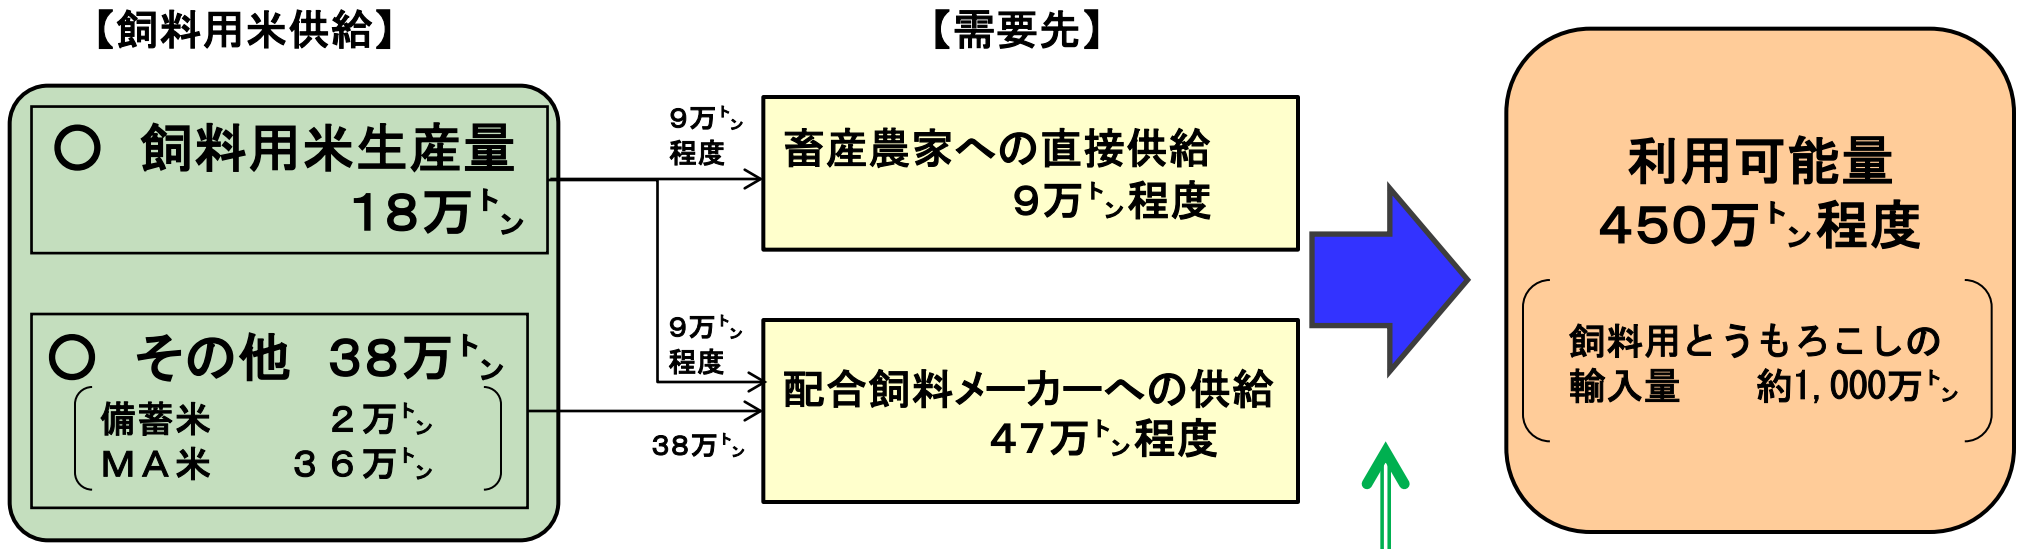 【飼料用米供給】
○ 飼料用米生産量
18万㌧
○ その他 38万㌧
備蓄米 2万㌧
MA米 36万㌧
9万㌧
程度
9万㌧
程度
38万㌧
【需要先】
畜産農家への直接供給
9万㌧程度
配合飼料メーカーへの供給
47万㌧程度
利用可能量
450万㌧程度
飼料用とうもろこしの
輸入量 約1,000万㌧